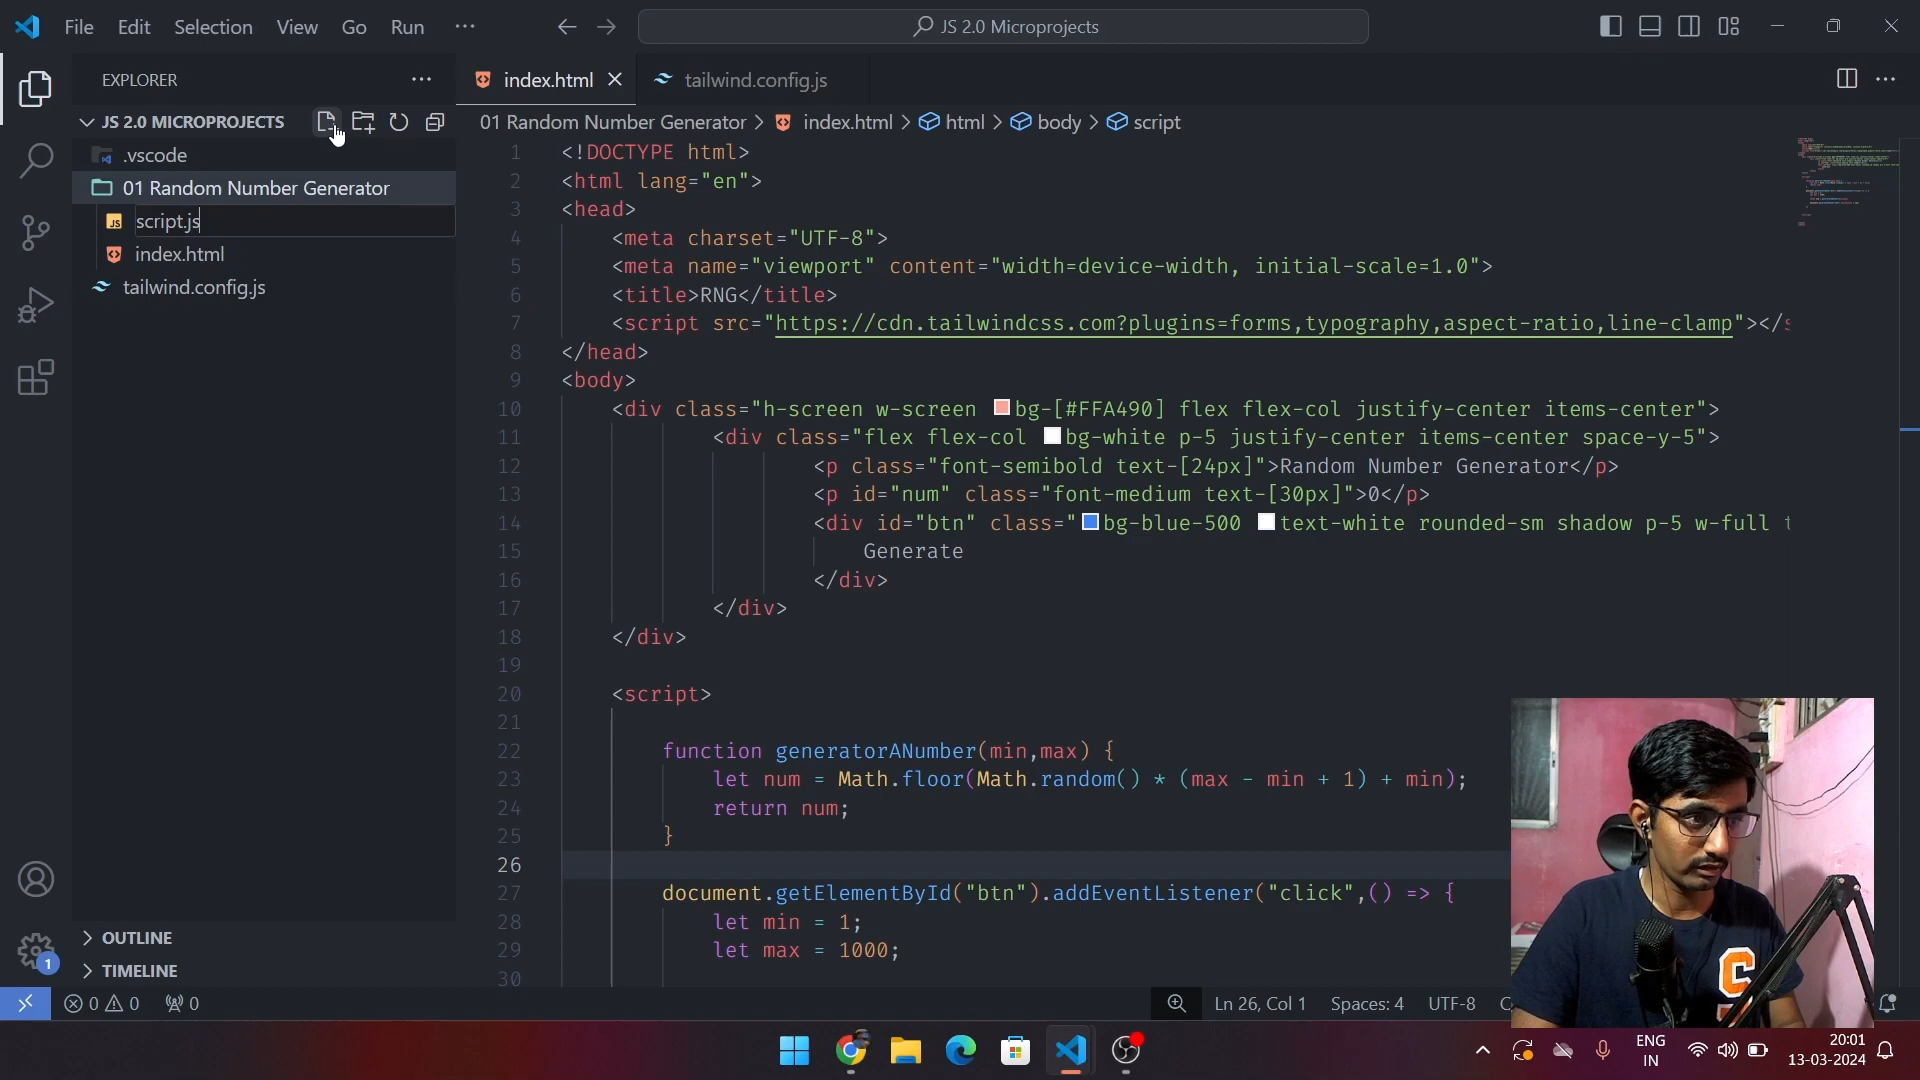 File Edit Selection View Go Run ··· JS 2.0 Microprojects
EXPLORER
index.html
tailwind.config.js
JS 2.0 MICROPROJECTS
01 Random Number Generator > index.html > html > body > script
.vscode
01 Random Number Generator
script.js
index.html
tailwind.config.js
1 <!DOCTYPE html>
2 <html lang="en">
3 <head>
4 <meta charset="UTF-8">
5 <meta name="viewport" content="width=device-width, initial-scale=1.0">
6 <title>RNG</title>
7 <script src="https://cdn.tailwindcss.com?plugins=forms,typography,aspect-ratio,line-clamp"></s
8 </head>
9 <body>
10 <div class="h-screen w-screen bg-[#FFA490] flex flex-col justify-center items-center">
11 <div class="flex flex-col bg-white p-5 justify-center items-center space-y-5">
12 <p class="font-semibold text-[24px]">Random Number Generator</p>
13 <p id="num" class="font-medium text-[30px]">0</p>
14 <div id="btn" class="bg-blue-500 text-white rounded-sm shadow p-5 w-full t
15 Generate
16 </div>
17 </div>
18 </div>
19
20 <script>
21
22 function generatorANumber(min,max) {
23 let num = Math.floor(Math.random() * (max - min + 1) + min);
24 return num;
25 }
26
27 document.getElementById("btn").addEventListener("click",() => {
28 let min = 1;
29 let max = 1000;
30
OUTLINE
TIMELINE
1
0 0 0
Ln 26, Col 1 Spaces: 4 UTF-8 C
C
ENG
IN
20:01
13-03-2024